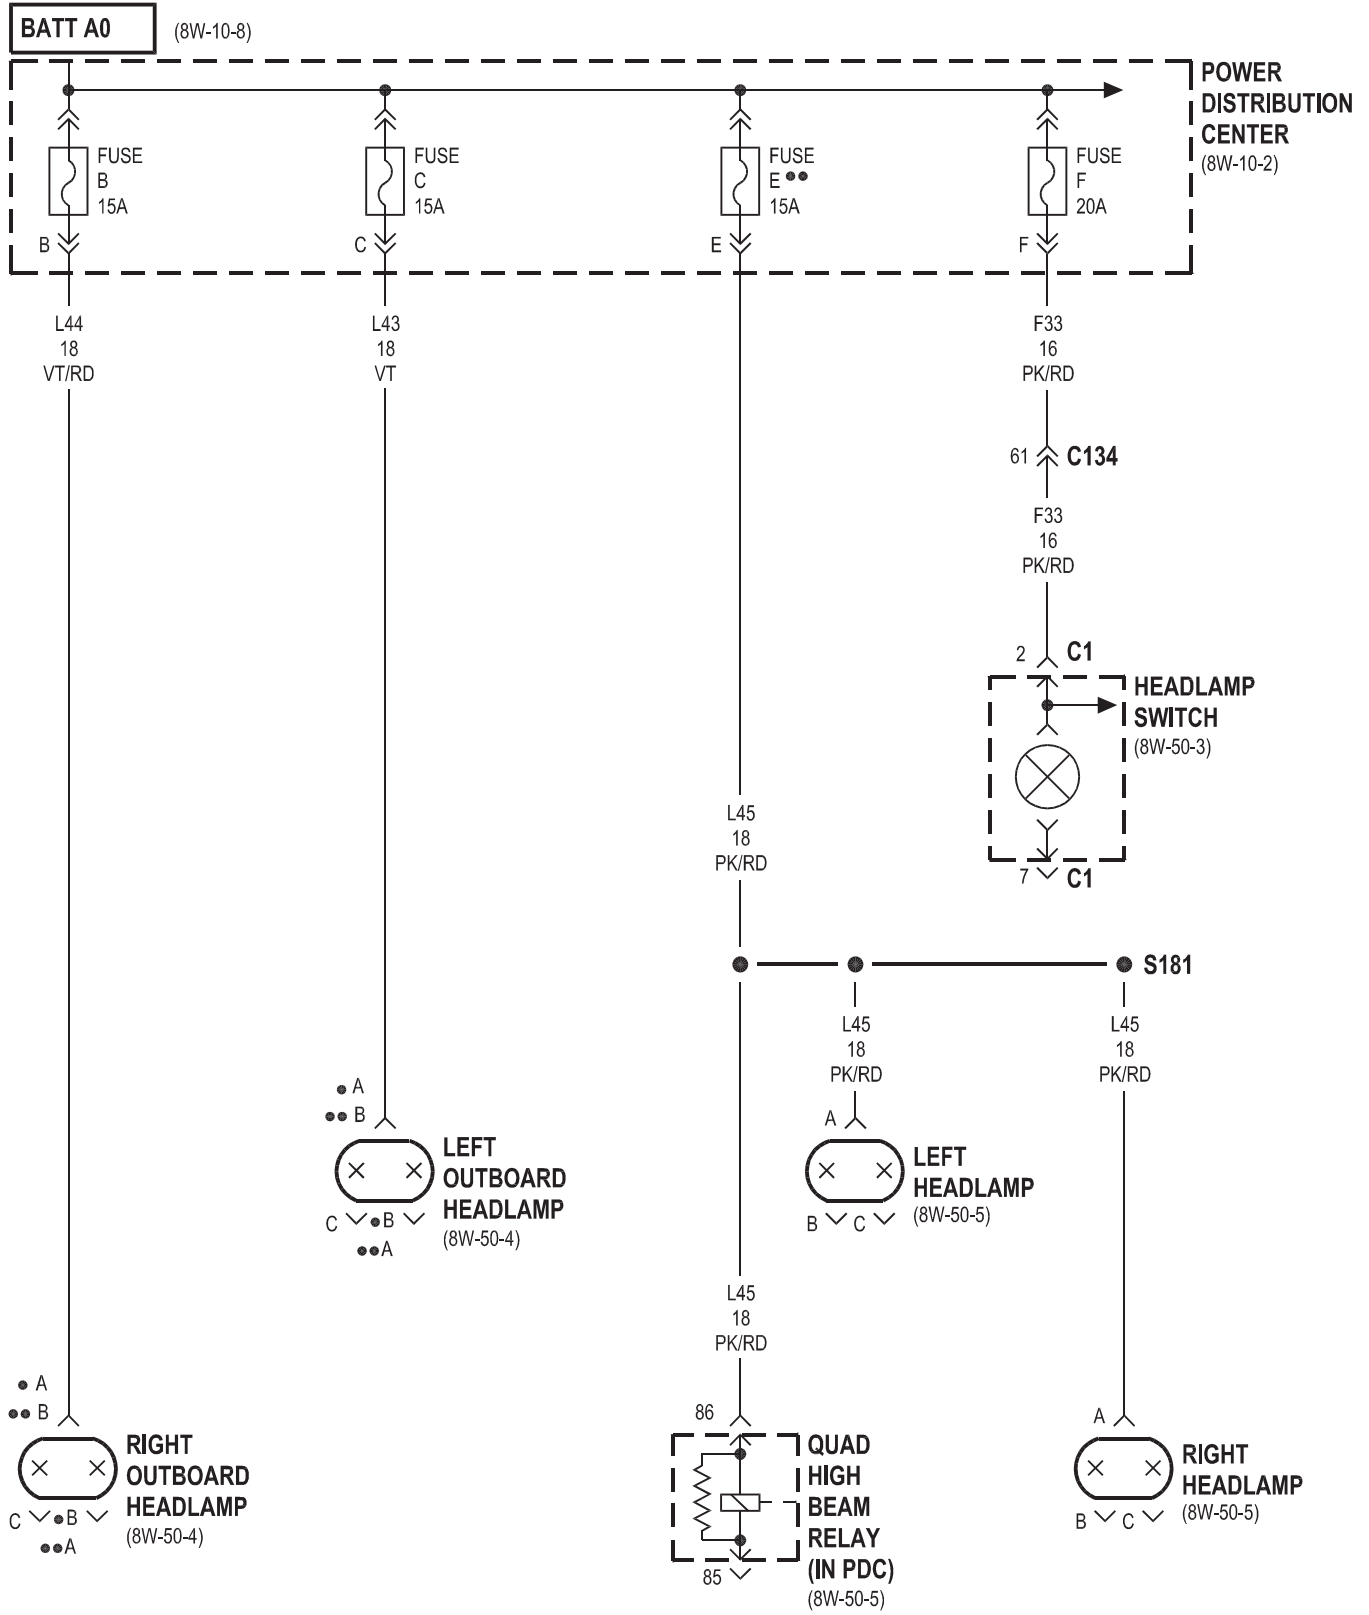 BATT A0
(8W-10-8)
POWER
DISTRIBUTION
CENTER
(8W-10-2)
FUSE
B
15A
FUSE
C
15A
FUSE
E ●●
15A
FUSE
F
20A
B
C
E
F
L44
18
VT/RD
L43
18
VT
F33
16
PK/RD
61
C134
F33
16
PK/RD
2
C1
HEADLAMP
SWITCH
(8W-50-3)
7
C1
L45
18
PK/RD
S181
L45
18
PK/RD
L45
18
PK/RD
● A
●● B
LEFT
OUTBOARD
HEADLAMP
(8W-50-4)
C
● B
●● A
A
LEFT
HEADLAMP
(8W-50-5)
B
C
L45
18
PK/RD
● A
●● B
RIGHT
OUTBOARD
HEADLAMP
(8W-50-4)
C
● B
●● A
86
QUAD
HIGH
BEAM
RELAY
(IN PDC)
(8W-50-5)
85
A
RIGHT
HEADLAMP
(8W-50-5)
B
C